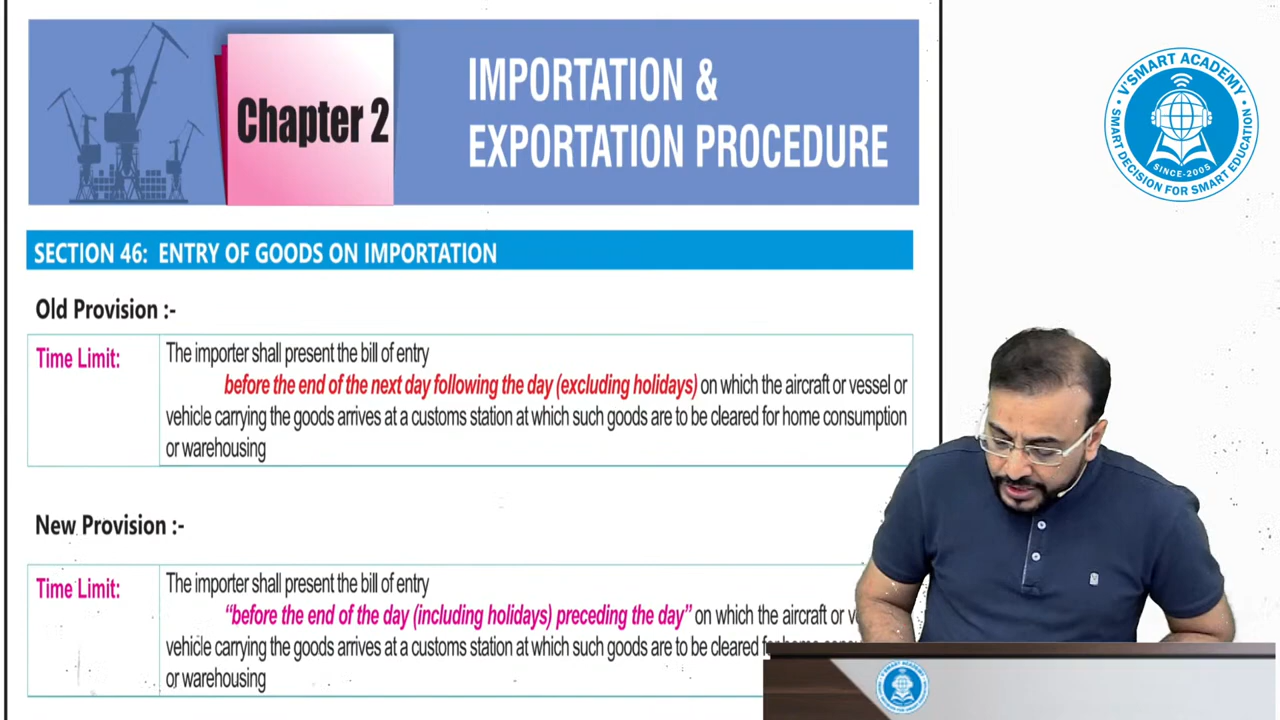 Chapter 2
IMPORTATION &
EXPORTATION PROCEDURE
V'SMART ACADEMY
SINCE-2005
SMART DECISION FOR SMART EDUCATION
SECTION 46: ENTRY OF GOODS ON IMPORTATION
Old Provision :-
Time Limit:
The importer shall present the bill of entry
before the end of the next day following the day (excluding holidays) on which the aircraft or vessel or
vehicle carrying the goods arrives at a customs station at which such goods are to be cleared for home consumption
or warehousing
New Provision :-
Time Limit:
The importer shall present the bill of entry
“before the end of the day (including holidays) preceding the day” on which the aircraft or
vehicle carrying the goods arrives at a customs station at which such goods are to be cleared
or warehousing
V'SMART ACADEMY